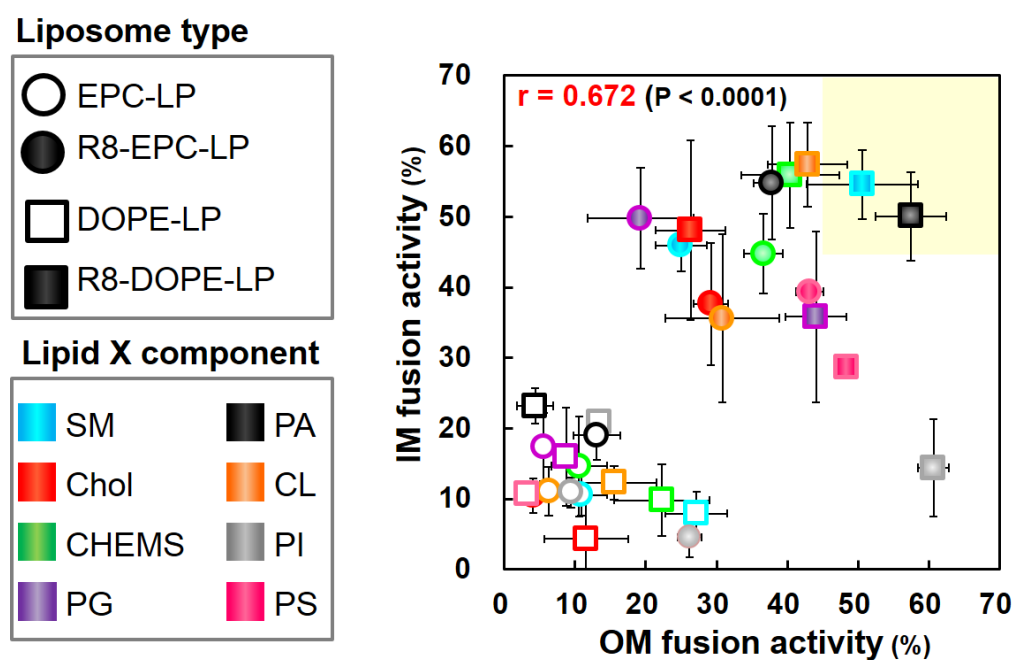 Liposome type
EPC-LP
R8-EPC-LP
DOPE-LP
R8-DOPE-LP
Lipid X component
SM
PA
Chol
CL
CHEMS
PI
PG
PS
r = 0.672 (P < 0.0001)
IM fusion activity (%)
70
60
50
40
30
20
10
0
0 10 20 30 40 50 60 70
OM fusion activity (%)